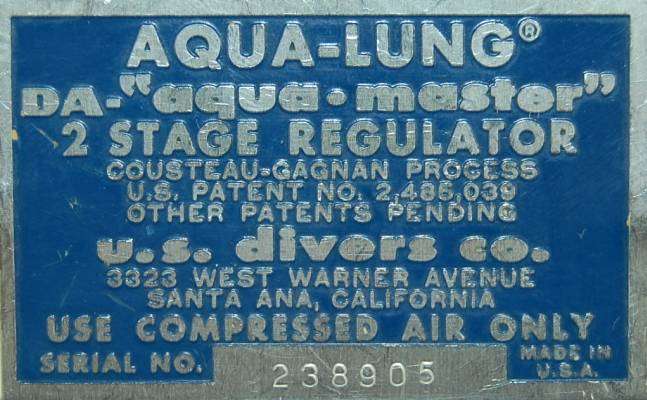 AQUA-LUNG®
DA-"aqua·master"
2 STAGE REGULATOR
COUSTEAU-GAGNAN PROCESS
U.S. PATENT NO. 2,485,039
OTHER PATENTS PENDING
u.s. divers co.
3323 WEST WARNER AVENUE
SANTA ANA, CALIFORNIA
USE COMPRESSED AIR ONLY
SERIAL NO. 238905 MADE IN U.S.A.